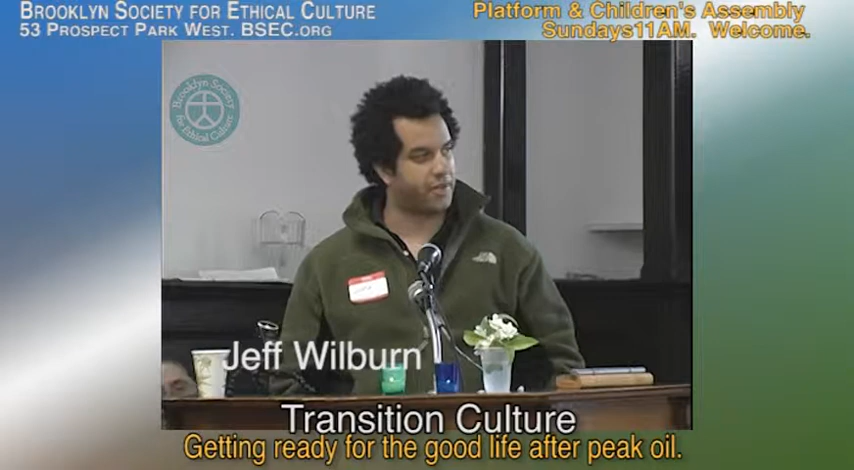 Brooklyn Society for Ethical Culture
53 Prospect Park West. BSEC.org
Platform & Children's Assembly
Sundays11AM. Welcome.
Brooklyn Society
for Ethical Culture
Jeff Wilburn
Transition Culture
Getting ready for the good life after peak oil.